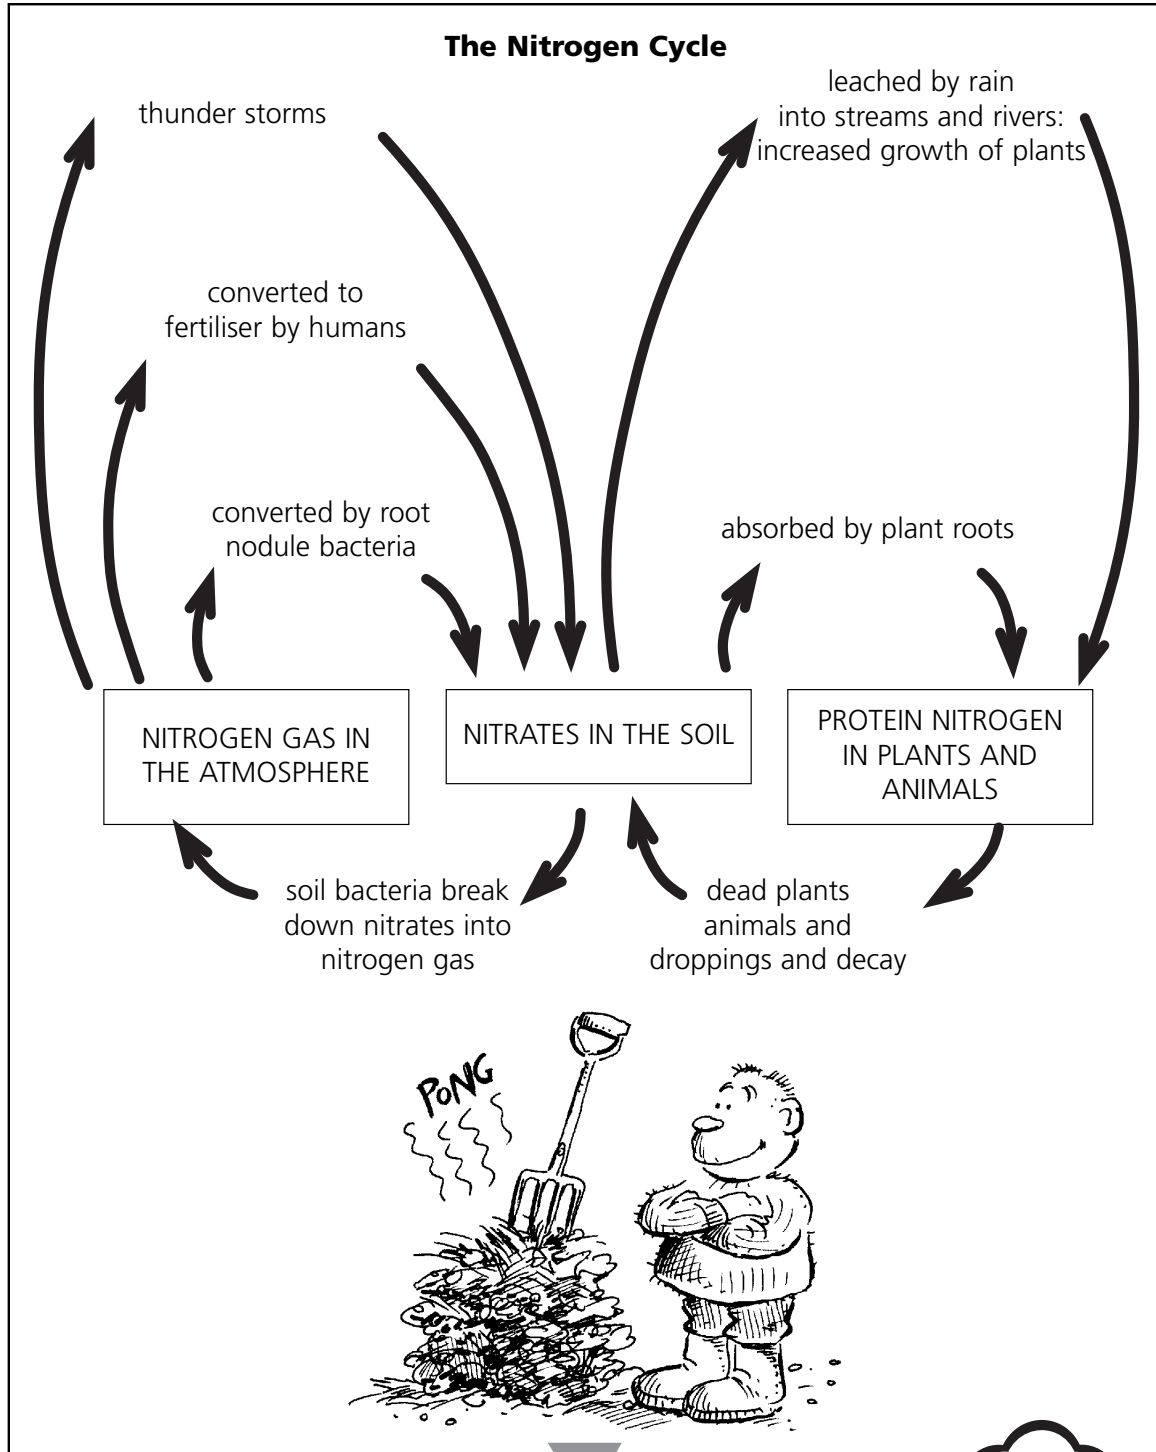 The Nitrogen Cycle
thunder storms
leached by rain
into streams and rivers:
increased growth of plants
converted to
fertiliser by humans
converted by root
nodule bacteria
absorbed by plant roots
NITROGEN GAS IN
THE ATMOSPHERE
NITRATES IN THE SOIL
PROTEIN NITROGEN
IN PLANTS AND
ANIMALS
soil bacteria break
down nitrates into
nitrogen gas
dead plants
animals and
droppings and decay
PONG